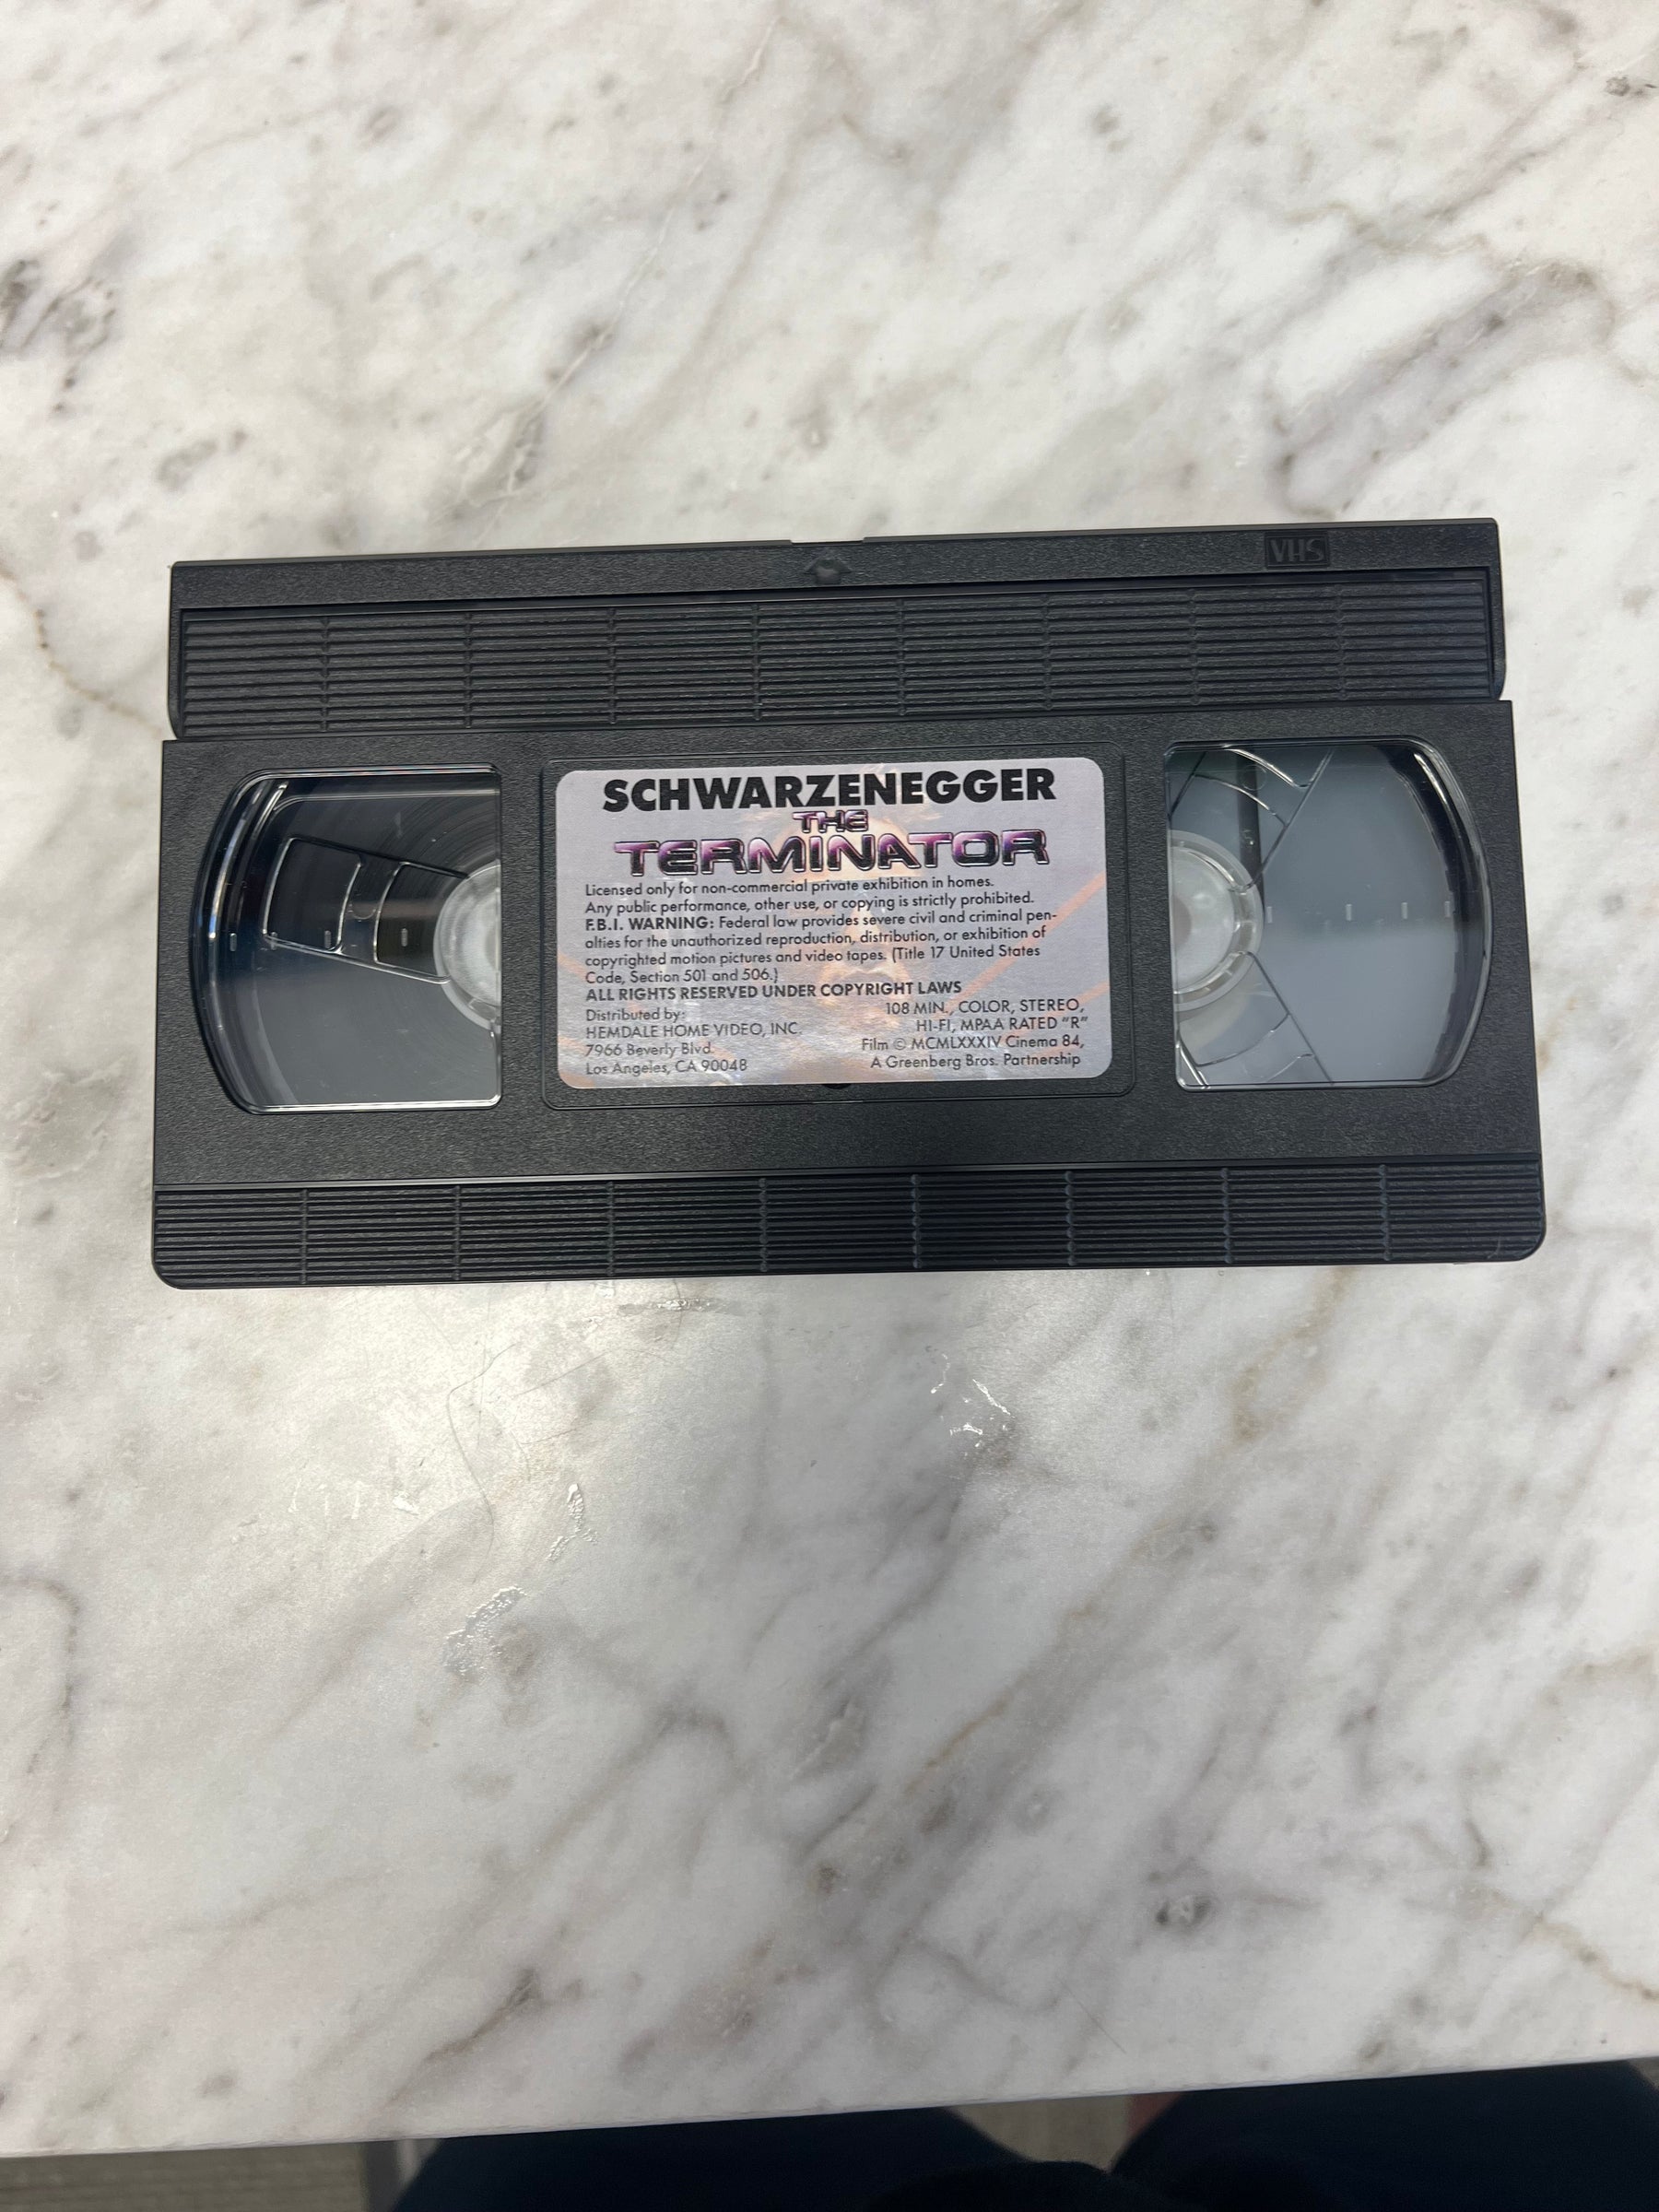 VHS
SCHWARZENEGGER
THE
TERMINATOR
Licensed only for non-commercial private exhibition in homes.
Any public performance, other use, or copying is strictly prohibited.
F.B.I. WARNING: Federal law provides severe civil and criminal pen-
alties for the unauthorized reproduction, distribution, or exhibition of
copyrighted motion pictures and video tapes. (Title 17 United States
Code, Section 501 and 506.)
ALL RIGHTS RESERVED UNDER COPYRIGHT LAWS
Distributed by:
HEMDALE HOME VIDEO, INC.
7966 Beverly Blvd.
Los Angeles, CA 90048
108 MIN., COLOR, STEREO,
HI-FI, MPAA RATED "R"
Film © MCMLXXXIV Cinema 84,
A Greenberg Bros. Partnership